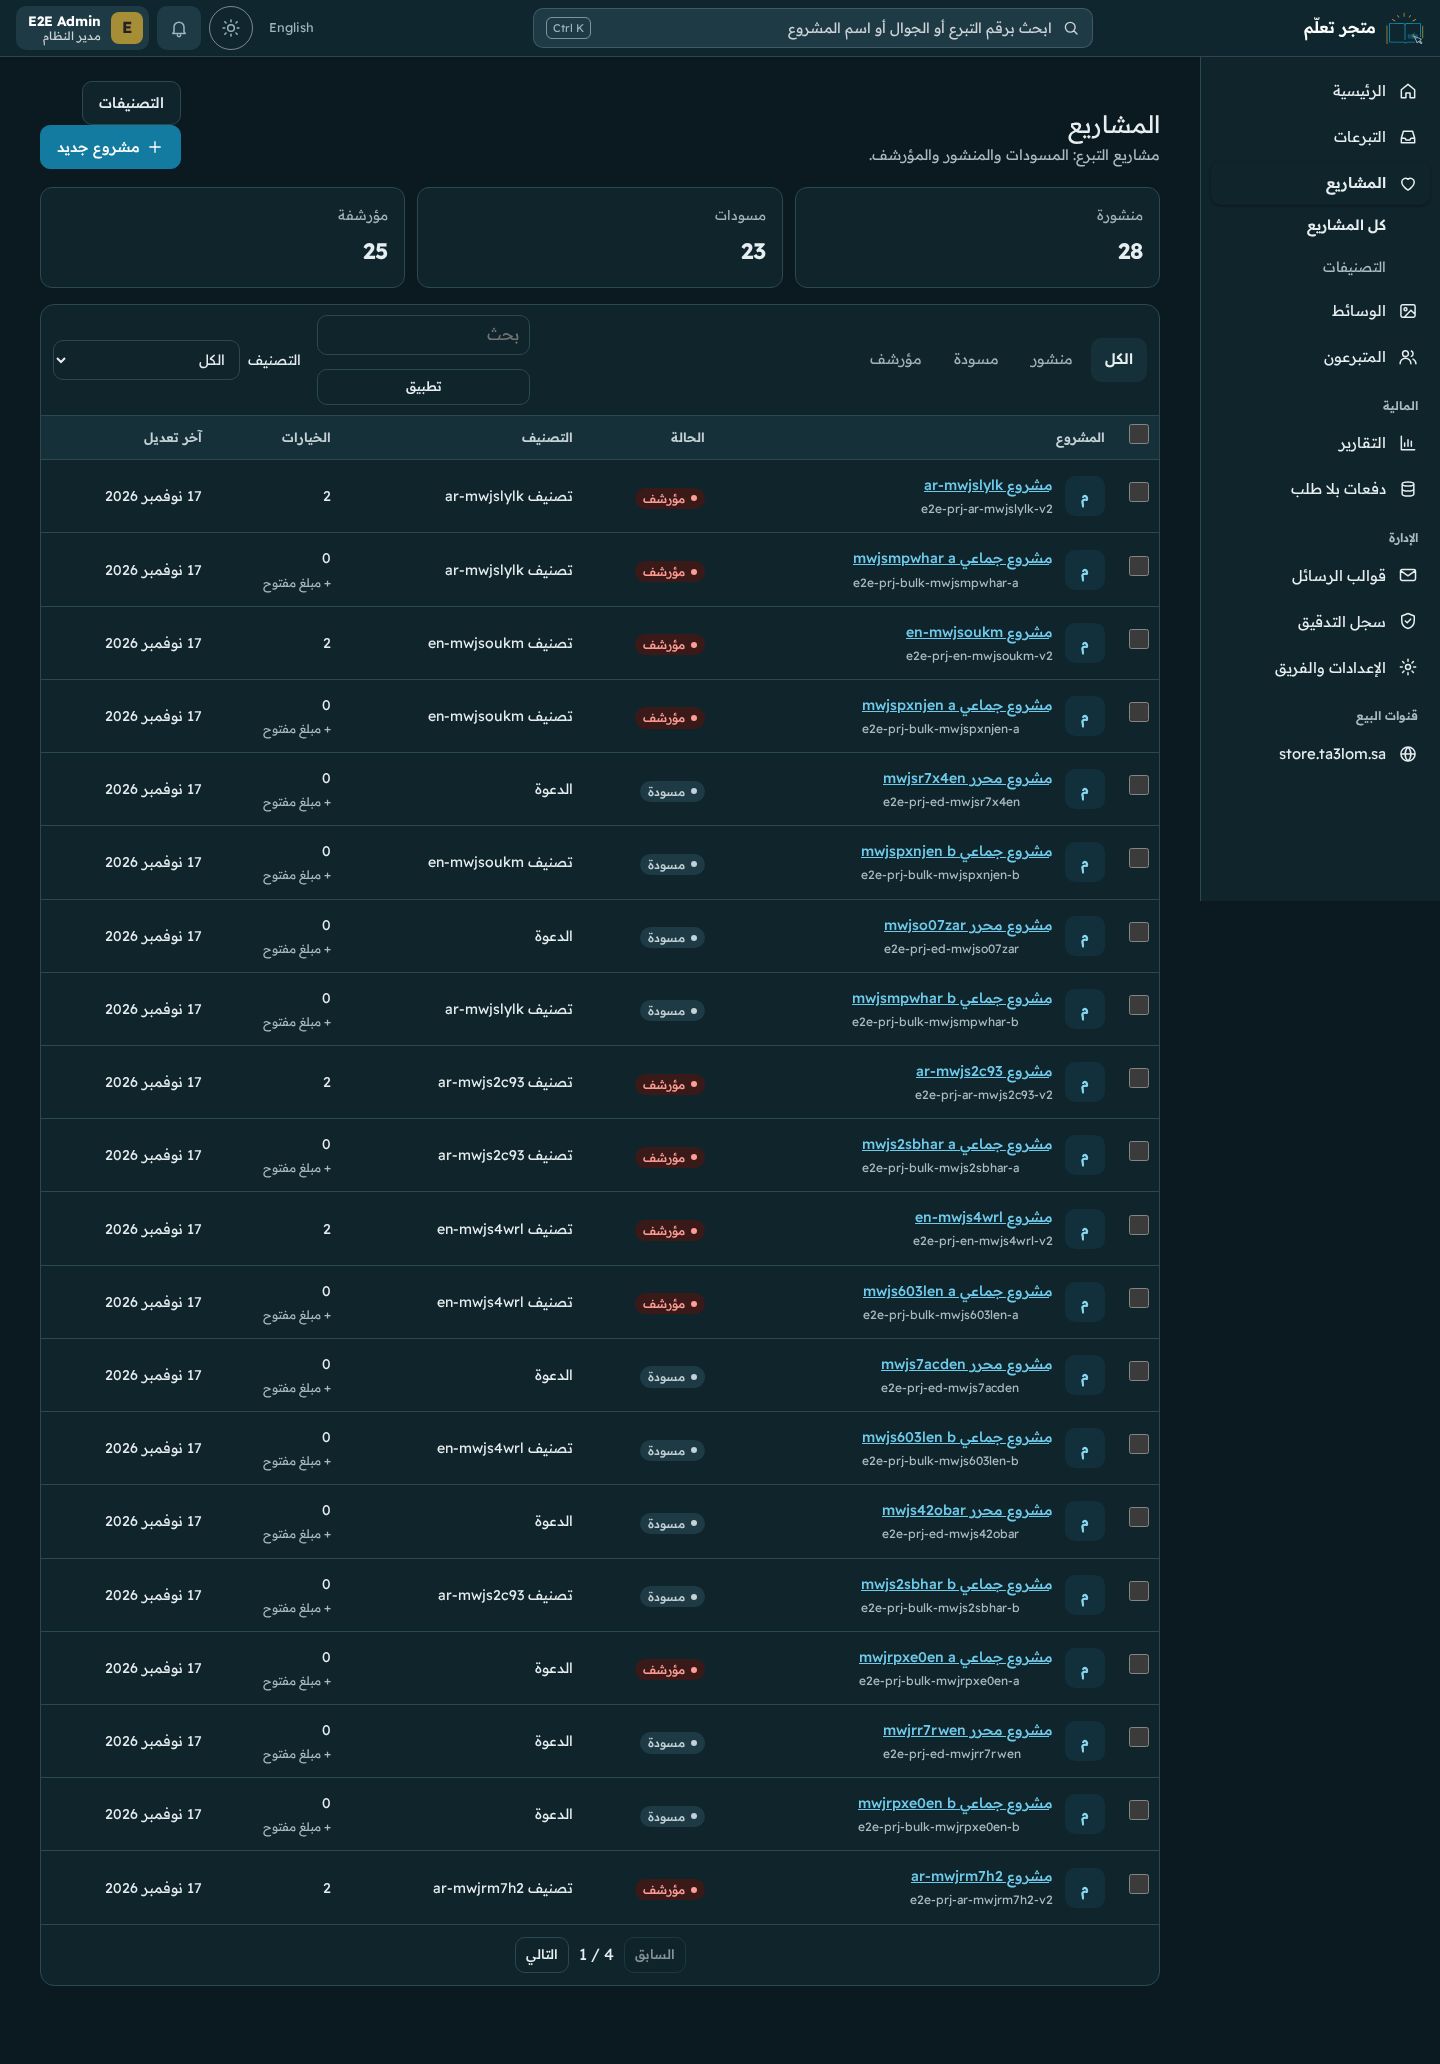 متجر تعلّم
ابحث برقم التبرع أو الجوال أو اسم المشروع
Ctrl K
English
E2E Admin
مدير النظام
E
الرئيسية
التبرعات
المشاريع
كل المشاريع
التصنيفات
الوسائط
المتبرعون
المالية
التقارير
دفعات بلا طلب
الإدارة
قوالب الرسائل
سجل التدقيق
الإعدادات والفريق
قنوات البيع
store.ta3lom.sa
المشاريع
مشاريع التبرع: المسودات والمنشور والمؤرشف.
التصنيفات
مشروع جديد
منشورة
28
مسودات
23
مؤرشفة
25
الكل
منشور
مسودة
مؤرشف
بحث
تطبيق
التصنيف
الكل
المشروع الحالة التصنيف الخيارات آخر تعديل
م مشروع ar-mwjslylk مؤرشف تصنيف ar-mwjslylk 2 17 نوفمبر 2026
e2e-prj-ar-mwjslylk-v2
م مشروع جماعي mwjsmpwhar a مؤرشف تصنيف ar-mwjslylk 0 17 نوفمبر 2026
e2e-prj-bulk-mwjsmpwhar-a + مبلغ مفتوح
م مشروع en-mwjsoukm مؤرشف تصنيف en-mwjsoukm 2 17 نوفمبر 2026
e2e-prj-en-mwjsoukm-v2
م مشروع جماعي mwjspxnjen a مؤرشف تصنيف en-mwjsoukm 0 17 نوفمبر 2026
e2e-prj-bulk-mwjspxnjen-a + مبلغ مفتوح
م مشروع محرر mwjsr7x4en مسودة الدعوة 0 17 نوفمبر 2026
e2e-prj-ed-mwjsr7x4en + مبلغ مفتوح
م مشروع جماعي mwjspxnjen b مسودة تصنيف en-mwjsoukm 0 17 نوفمبر 2026
e2e-prj-bulk-mwjspxnjen-b + مبلغ مفتوح
م مشروع محرر mwjso07zar مسودة الدعوة 0 17 نوفمبر 2026
e2e-prj-ed-mwjso07zar + مبلغ مفتوح
م مشروع جماعي mwjsmpwhar b مسودة تصنيف ar-mwjslylk 0 17 نوفمبر 2026
e2e-prj-bulk-mwjsmpwhar-b + مبلغ مفتوح
م مشروع ar-mwjs2c93 مؤرشف تصنيف ar-mwjs2c93 2 17 نوفمبر 2026
e2e-prj-ar-mwjs2c93-v2
م مشروع جماعي mwjs2sbhar a مؤرشف تصنيف ar-mwjs2c93 0 17 نوفمبر 2026
e2e-prj-bulk-mwjs2sbhar-a + مبلغ مفتوح
م مشروع en-mwjs4wrl مؤرشف تصنيف en-mwjs4wrl 2 17 نوفمبر 2026
e2e-prj-en-mwjs4wrl-v2
م مشروع جماعي mwjs603len a مؤرشف تصنيف en-mwjs4wrl 0 17 نوفمبر 2026
e2e-prj-bulk-mwjs603len-a + مبلغ مفتوح
م مشروع محرر mwjs7acden مسودة الدعوة 0 17 نوفمبر 2026
e2e-prj-ed-mwjs7acden + مبلغ مفتوح
م مشروع جماعي mwjs603len b مسودة تصنيف en-mwjs4wrl 0 17 نوفمبر 2026
e2e-prj-bulk-mwjs603len-b + مبلغ مفتوح
م مشروع محرر mwjs42obar مسودة الدعوة 0 17 نوفمبر 2026
e2e-prj-ed-mwjs42obar + مبلغ مفتوح
م مشروع جماعي mwjs2sbhar b مسودة تصنيف ar-mwjs2c93 0 17 نوفمبر 2026
e2e-prj-bulk-mwjs2sbhar-b + مبلغ مفتوح
م مشروع جماعي mwjrpxe0en a مؤرشف الدعوة 0 17 نوفمبر 2026
e2e-prj-bulk-mwjrpxe0en-a + مبلغ مفتوح
م مشروع محرر mwjrr7rwen مسودة الدعوة 0 17 نوفمبر 2026
e2e-prj-ed-mwjrr7rwen + مبلغ مفتوح
م مشروع جماعي mwjrpxe0en b مسودة الدعوة 0 17 نوفمبر 2026
e2e-prj-bulk-mwjrpxe0en-b + مبلغ مفتوح
م مشروع ar-mwjrm7h2 مؤرشف تصنيف ar-mwjrm7h2 2 17 نوفمبر 2026
e2e-prj-ar-mwjrm7h2-v2
السابق
1 / 4
التالي